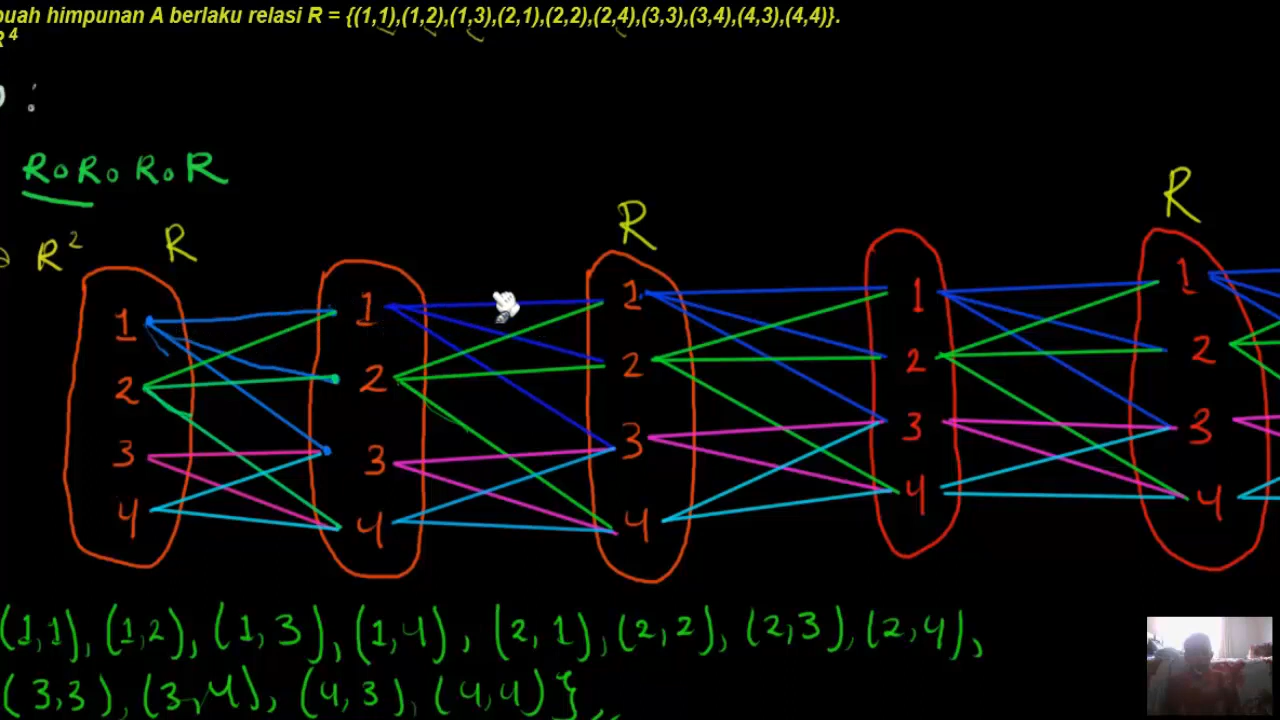 himpunan A berlaku relasi R = {(1,1),(1,2),(1,3),(2,1),(2,2),(2,4),(3,3),(3,4),(4,3),(4,4)}.
R⁴
:
R o R o R o R
R² R R R
1 1 1 1 1
2 2 2 2 2
3 3 3 3 3
4 4 4 4 4
(1,1), (1,2), (1,3), (1,4), (2,1), (2,2), (2,3), (2,4),
(3,3), (3,4), (4,3), (4,4)}